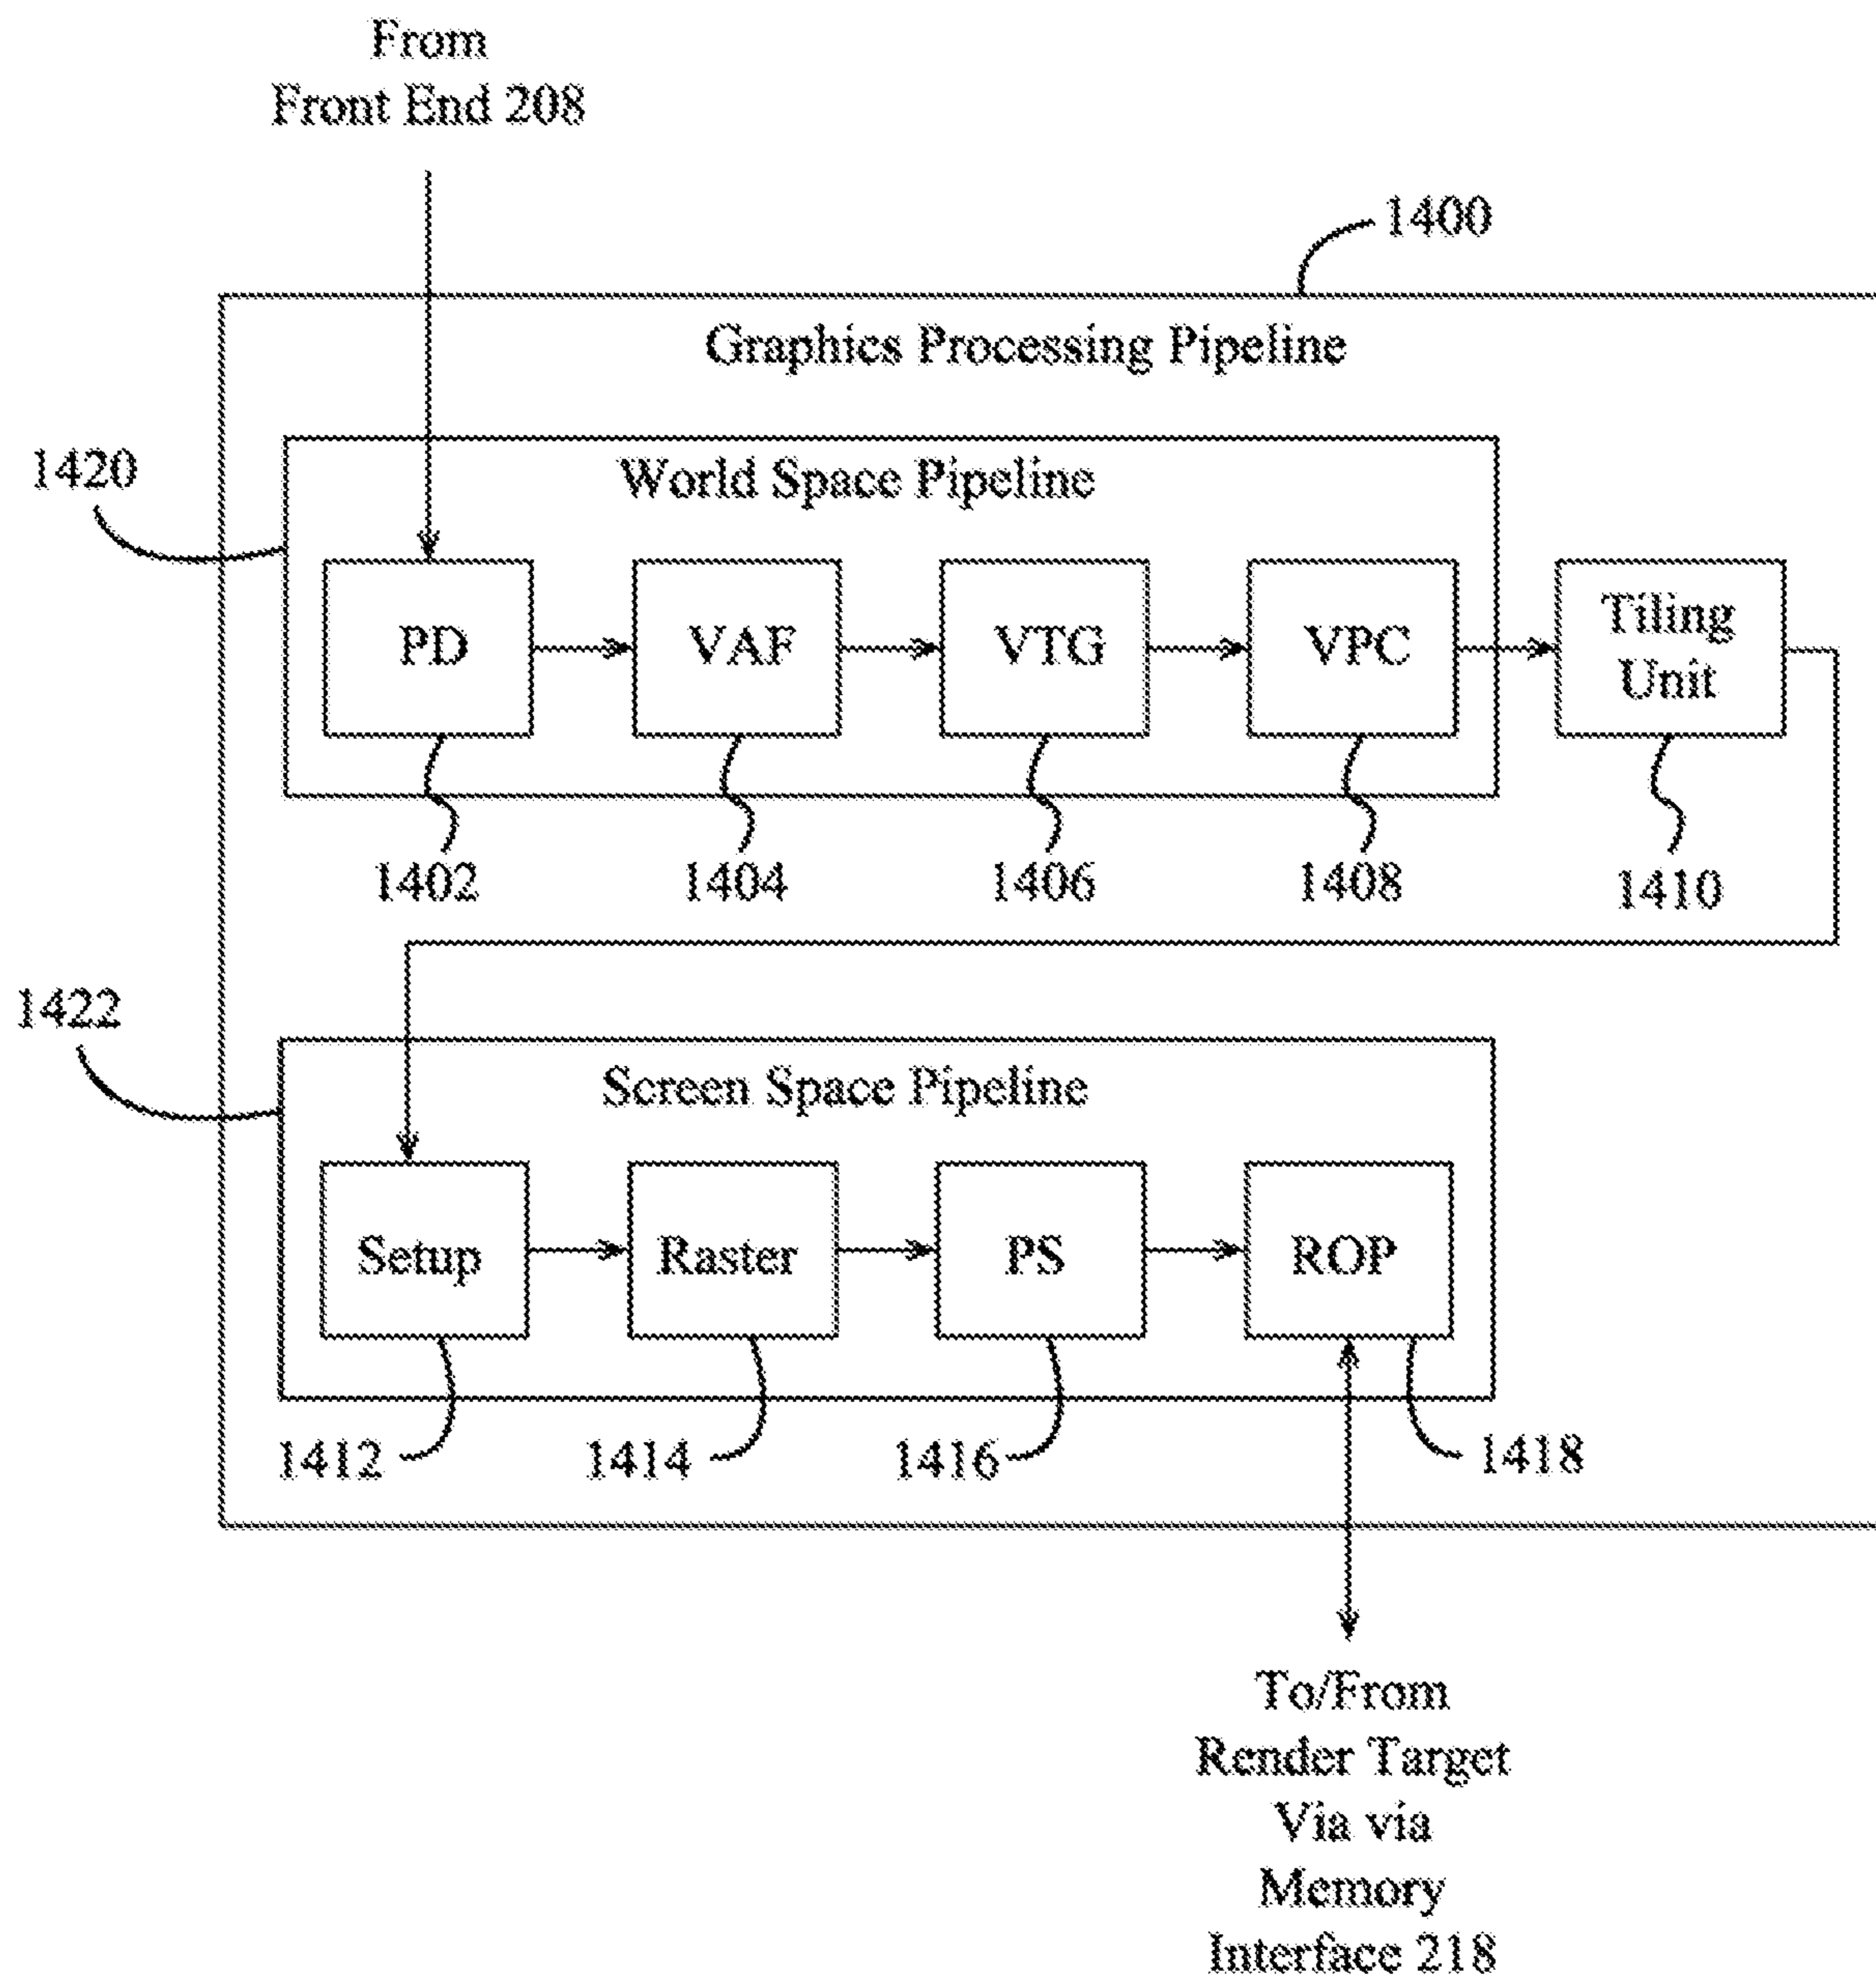 From
Front End 208
1400
Graphics Processing Pipeline
1420
World Space Pipeline
PD
VAF
VTG
VPC
Tiling
Unit
1402
1404
1406
1408
1410
1422
Screen Space Pipeline
Setup
Raster
PS
ROP
1412
1414
1416
1418
To/From
Render Target
Via via
Memory
Interface 218